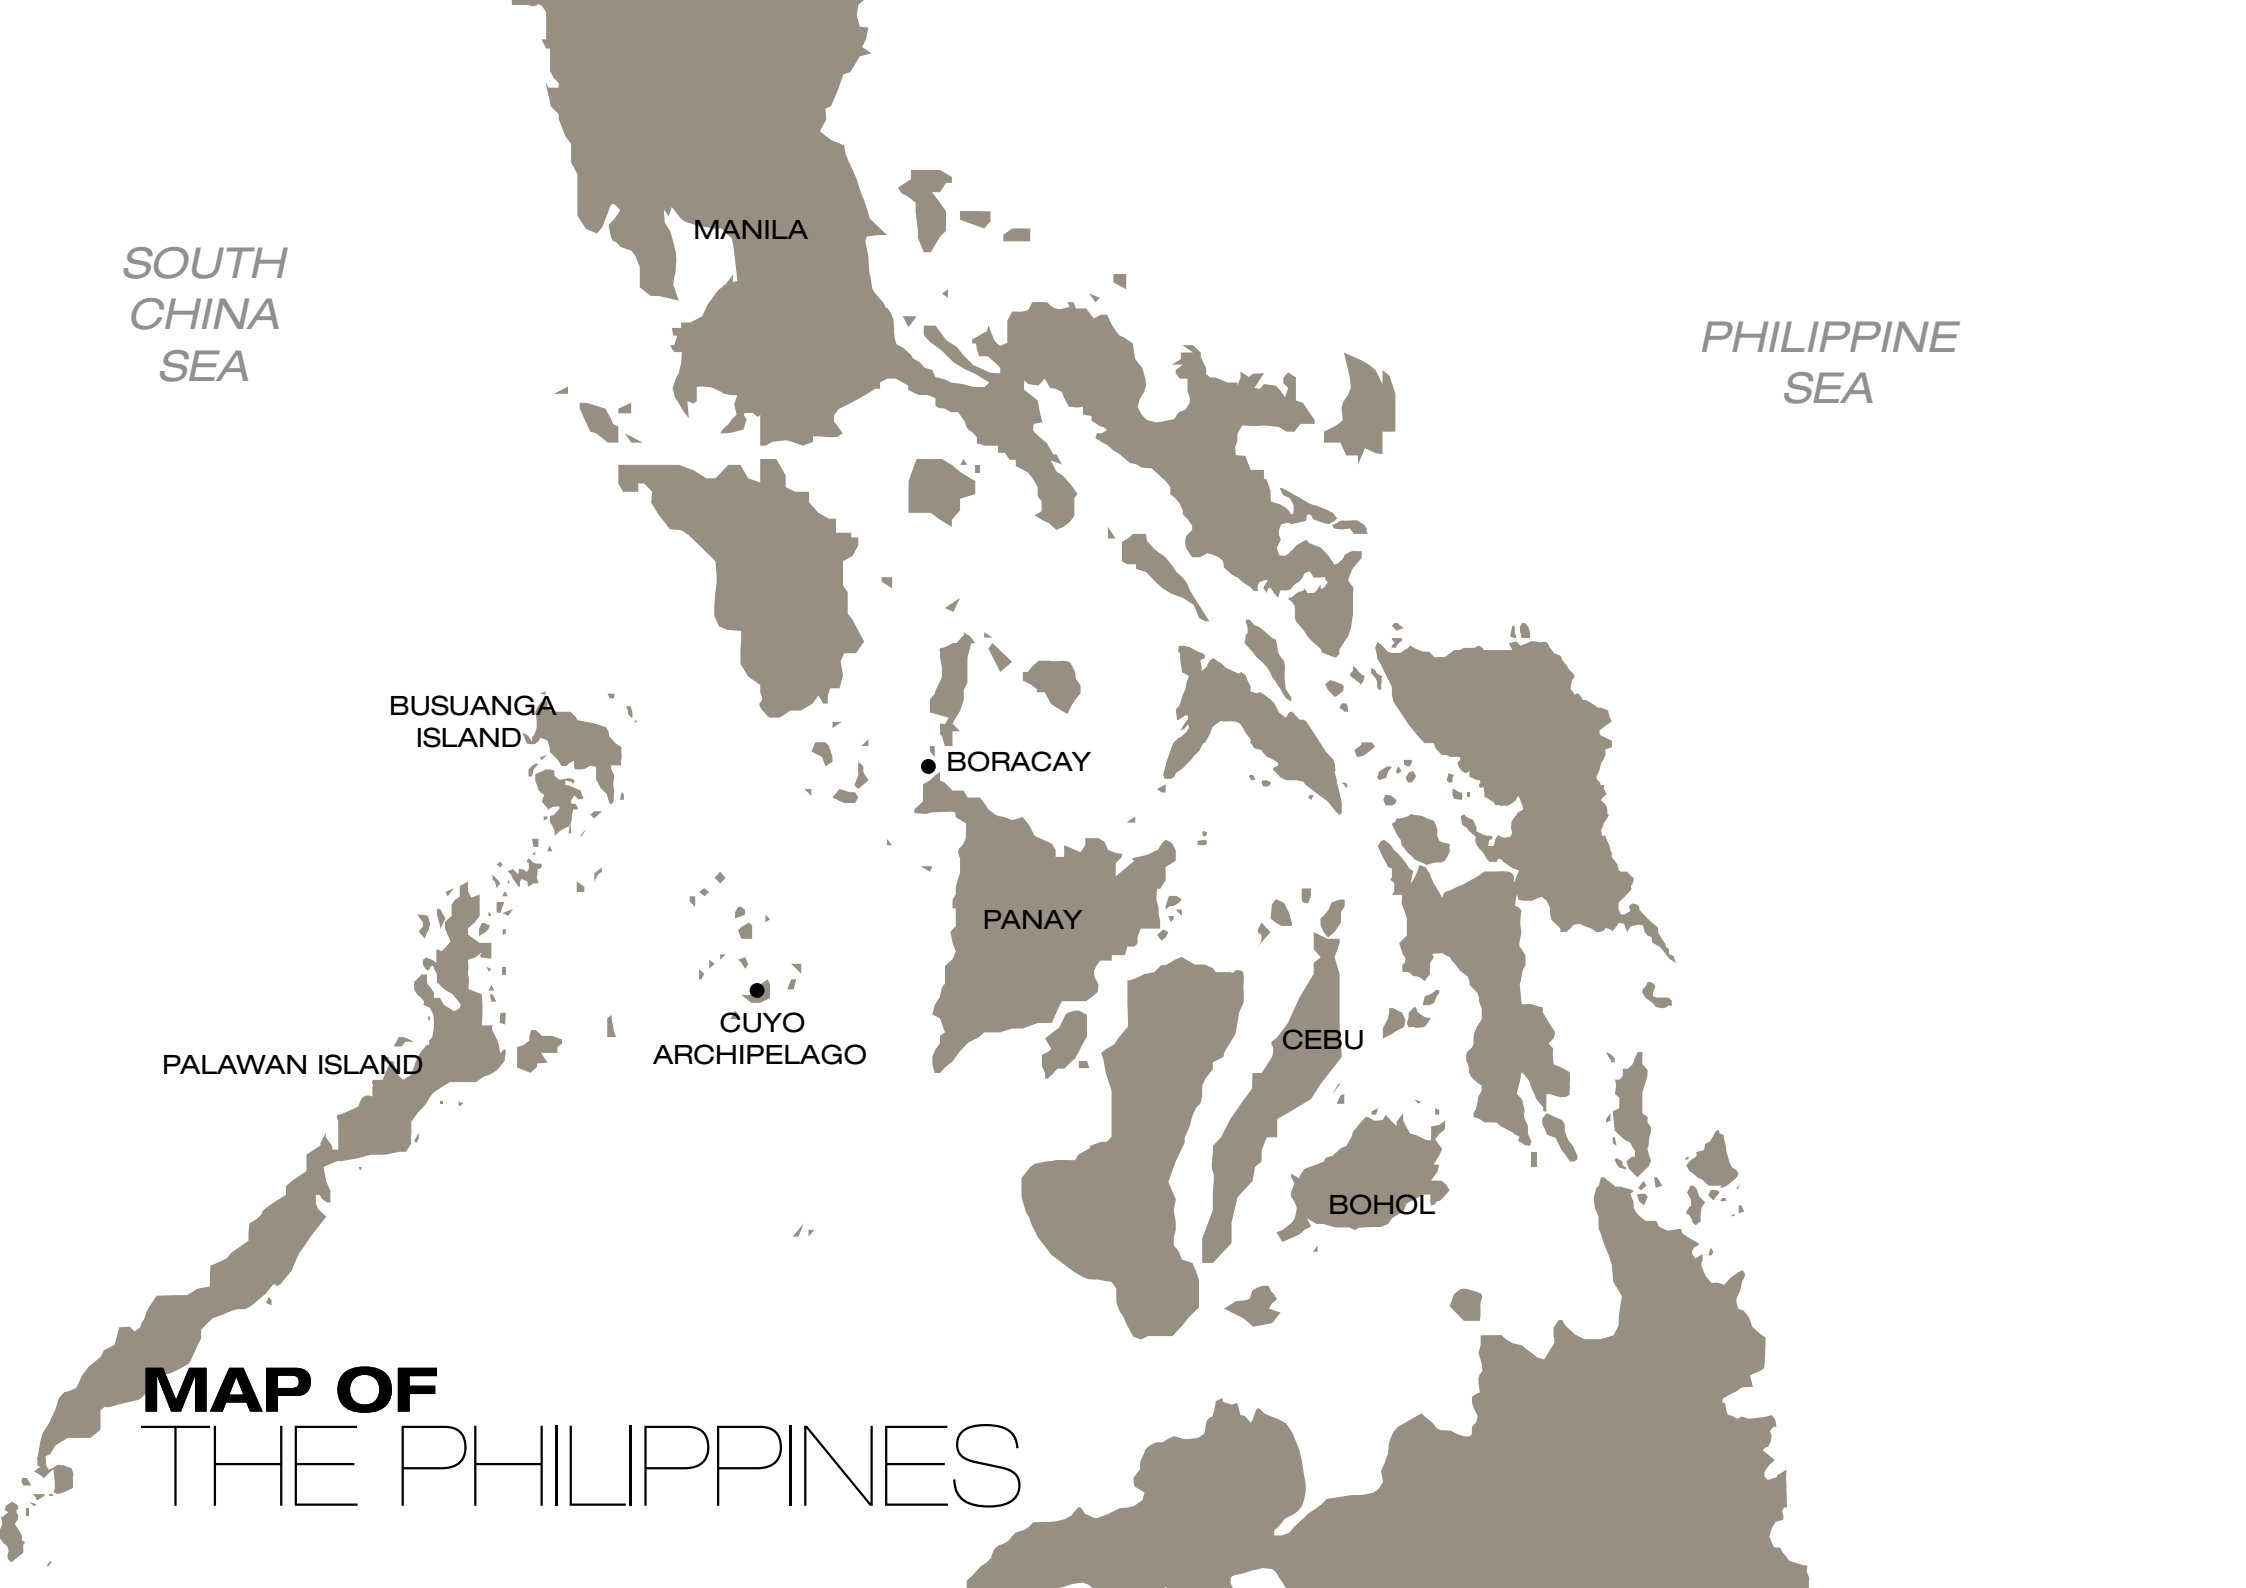 MANILA
SOUTH
CHINA
SEA
PHILIPPINE
SEA
BUSUANGA
ISLAND
BORACAY
PANAY
CUYO
ARCHIPELAGO
CEBU
PALAWAN ISLAND
BOHOL
MAP OF
THE PHILIPPINES